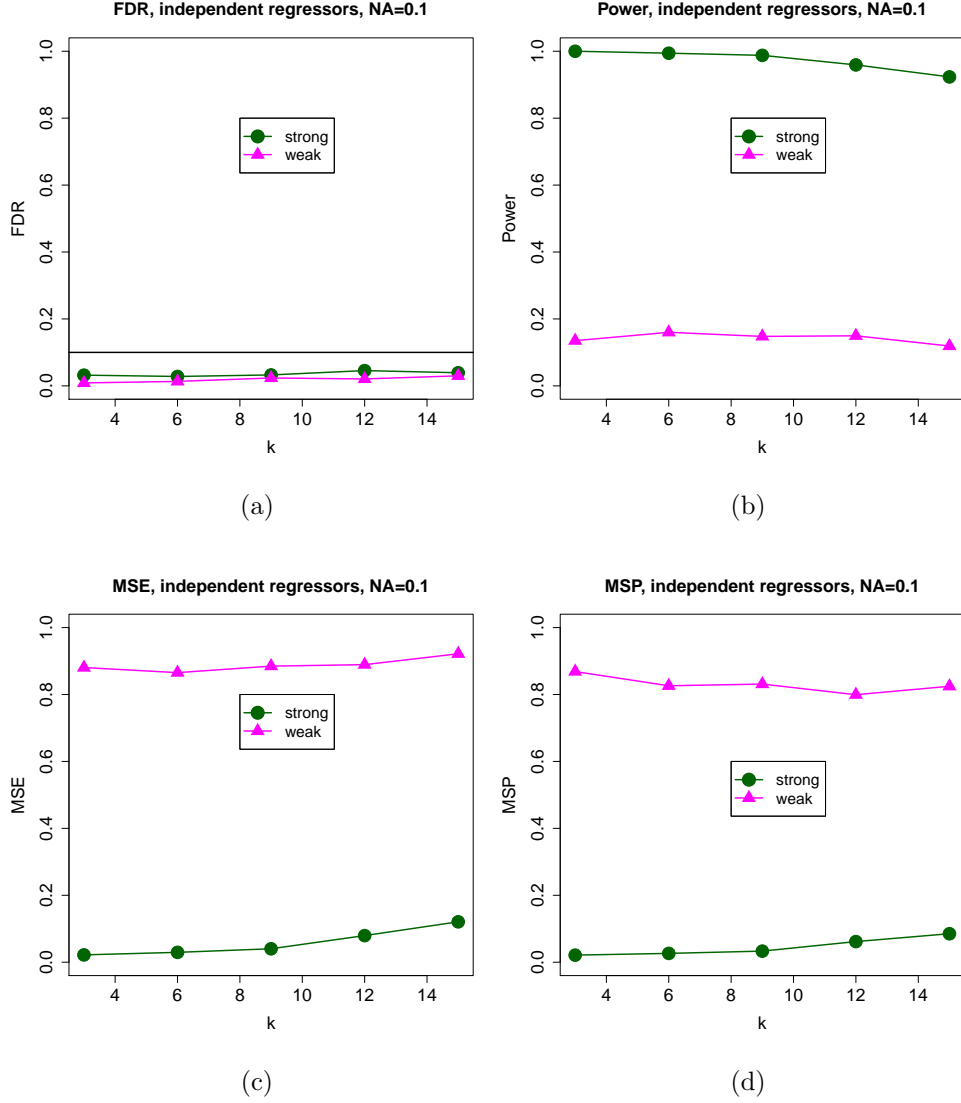 FDR, independent regressors, NA=0.1
FDR
1.0
0.8
0.6
0.4
0.2
0.0
strong
weak
4 6 8 10 12 14
k
(a)
Power, independent regressors, NA=0.1
Power
1.0
0.8
0.6
0.4
0.2
0.0
strong
weak
4 6 8 10 12 14
k
(b)
MSE, independent regressors, NA=0.1
MSE
1.0
0.8
0.6
0.4
0.2
0.0
strong
weak
4 6 8 10 12 14
k
(c)
MSP, independent regressors, NA=0.1
MSP
1.0
0.8
0.6
0.4
0.2
0.0
strong
weak
4 6 8 10 12 14
k
(d)